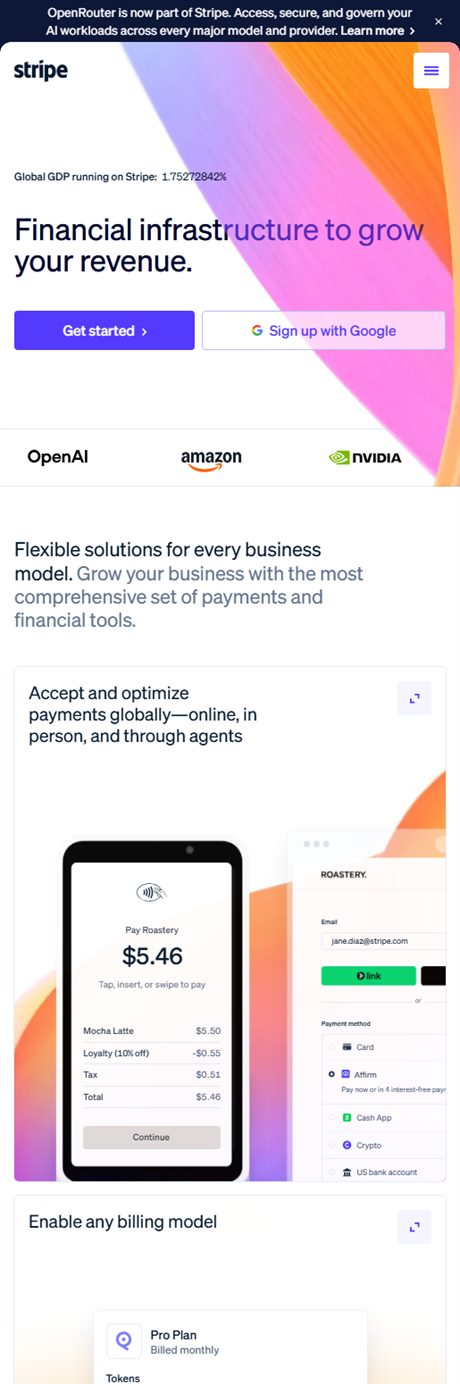 OpenRouter is now part of Stripe. Access, secure, and govern your
AI workloads across every major model and provider. Learn more
stripe
Global GDP running on Stripe: 1.75272842%
Financial infrastructure to grow
your revenue.
Get started
Sign up with Google
OpenAI
amazon
NVIDIA
Flexible solutions for every business
model. Grow your business with the most
comprehensive set of payments and
financial tools.
Accept and optimize
payments globally—online, in
person, and through agents
Pay Roastery
$5.46
Tap, insert, or swipe to pay
Mocha Latte $5.50
Loyalty (10% off) -$0.55
Tax $0.51
Total $5.46
Continue
ROASTERY.
Email
jane.diaz@stripe.com
link
or
Payment method
Card
Affirm
Pay now or in 4 interest-free
Cash App
Crypto
US bank account
Enable any billing model
Pro Plan
Billed monthly
Tokens